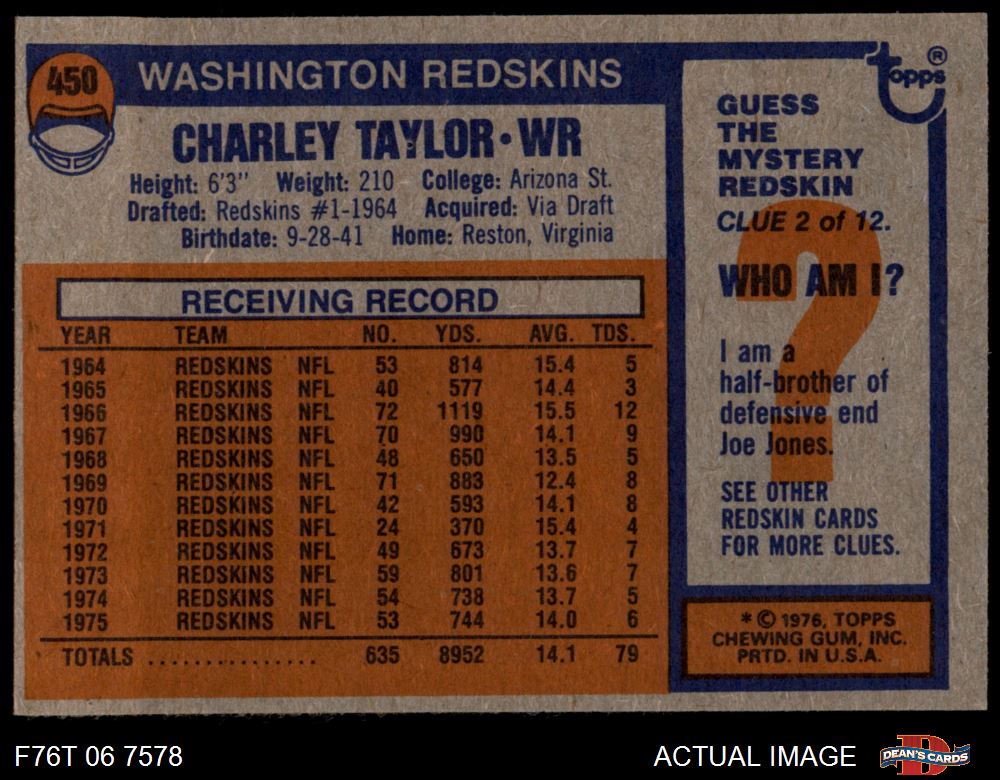 450
WASHINGTON REDSKINS
CHARLEY TAYLOR • WR
Height: 6'3" Weight: 210 College: Arizona St.
Drafted: Redskins #1-1964 Acquired: Via Draft
Birthdate: 9-28-41 Home: Reston, Virginia
RECEIVING RECORD
YEAR TEAM NO. YDS. AVG. TDS.
1964 REDSKINS NFL 53 814 15.4 5
1965 REDSKINS NFL 40 577 14.4 3
1966 REDSKINS NFL 72 1119 15.5 12
1967 REDSKINS NFL 70 990 14.1 9
1968 REDSKINS NFL 48 650 13.5 5
1969 REDSKINS NFL 71 883 12.4 8
1970 REDSKINS NFL 42 593 14.1 8
1971 REDSKINS NFL 24 370 15.4 4
1972 REDSKINS NFL 49 673 13.7 7
1973 REDSKINS NFL 59 801 13.6 7
1974 REDSKINS NFL 54 738 13.7 5
1975 REDSKINS NFL 53 744 14.0 6
TOTALS ................ 635 8952 14.1 79
topps®
GUESS
THE
MYSTERY
REDSKIN
CLUE 2 of 12.
WHO AM I?
?
I am a
half-brother of
defensive end
Joe Jones.
SEE OTHER
REDSKIN CARDS
FOR MORE CLUES.
* © 1976, TOPPS
CHEWING GUM, INC.
PRTD. IN U.S.A.
F76T 06 7578
ACTUAL IMAGE
DEAN'S CARDS